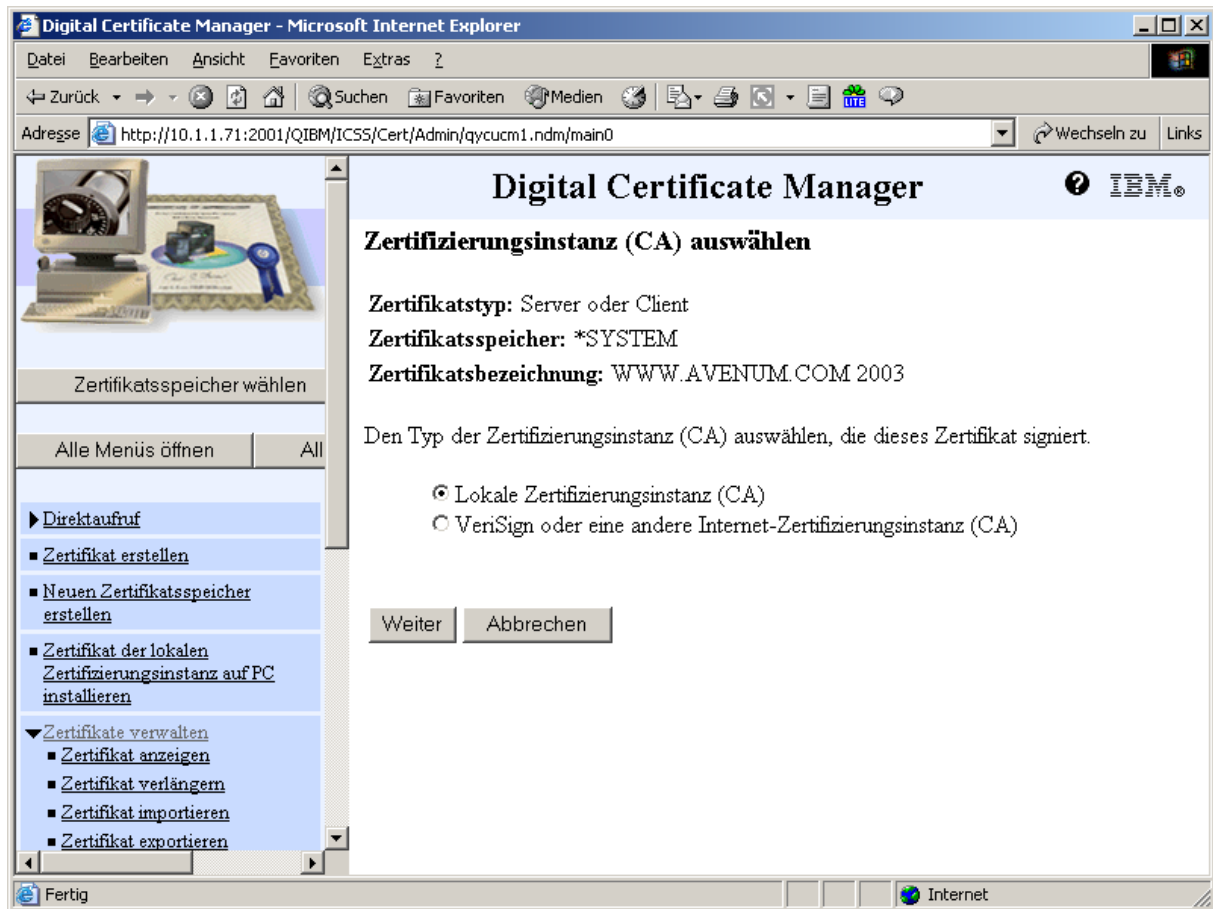 Digital Certificate Manager - Microsoft Internet Explorer
Datei Bearbeiten Ansicht Favoriten Extras ?
Zurück Suchen Favoriten Medien LITE
Adresse http://10.1.1.71:2001/QIBM/ICSS/Cert/Admin/qycucm1.ndm/main0 Wechseln zu Links
Digital Certificate Manager ? IBM®
Zertifizierungsinstanz (CA) auswählen
Zertifikatstyp: Server oder Client
Zertifikatsspeicher: *SYSTEM
Zertifikatsbezeichnung: WWW.AVENUM.COM 2003
Den Typ der Zertifizierungsinstanz (CA) auswählen, die dieses Zertifikat signiert.
Lokale Zertifizierungsinstanz (CA)
VeriSign oder eine andere Internet-Zertifizierungsinstanz (CA)
Weiter Abbrechen
Zertifikatsspeicher wählen
Alle Menüs öffnen All
Direktaufruf
Zertifikat erstellen
Neuen Zertifikatsspeicher
erstellen
Zertifikat der lokalen
Zertifizierungsinstanz auf PC
installieren
Zertifikate verwalten
Zertifikat anzeigen
Zertifikat verlängern
Zertifikat importieren
Zertifikat exportieren
Fertig Internet